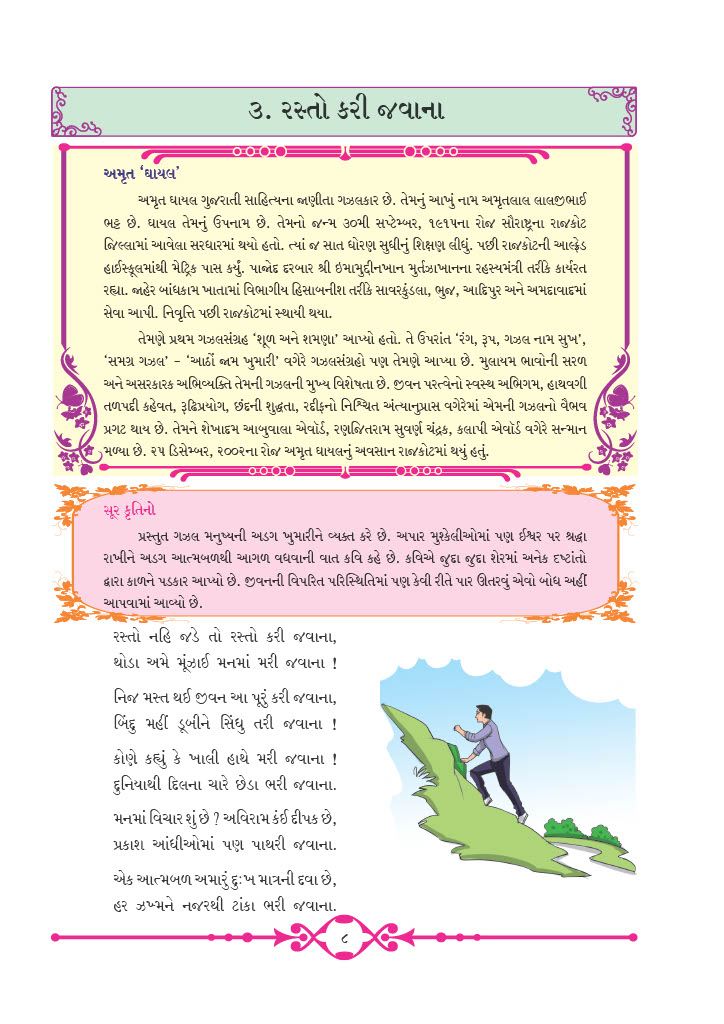 ૩. રસ્તો કરી જવાના
અમૃત ‘ઘાયલ’
અમૃત ઘાયલ ગુજરાતી સાહિત્યના જાણીતા ગઝલકાર છે. તેમનું આખું નામ અમૃતલાલ લાલજીભાઈ
ભટ્ટ છે. ઘાયલ તેમનું ઉપનામ છે. તેમનો જન્મ ૩૦મી સપ્ટેમ્બર, ૧૯૧૫ના રોજ સૌરાષ્ટ્રના રાજકોટ
જિલ્લામાં આવેલા સરધારમાં થયો હતો. ત્યાં જ સાત ધોરણ સુધીનું શિક્ષણ લીધું. પછી રાજકોટની આલ્ફ્રેડ
હાઈસ્કૂલમાંથી મેટ્રિક પાસ કર્યું. પાજોદ દરબાર શ્રી ઇમામુદ્દીનખાન મુર્તઝાખાનના રહસ્યમંત્રી તરીકે કાર્યરત
રહ્યા. જાહેર બાંધકામ ખાતામાં વિભાગીય હિસાબનીશ તરીકે સાવરકુંડલા, ભુજ, આદિપુર અને અમદાવાદમાં
સેવા આપી. નિવૃત્તિ પછી રાજકોટમાં સ્થાયી થયા.
તેમણે પ્રથમ ગઝલસંગ્રહ ‘શૂળ અને શમણા’ આપ્યો હતો. તે ઉપરાંત ‘રંગ, રૂપ, ગઝલ નામ સુખ’,
‘સમગ્ર ગઝલ’ – ‘આઠોં જામ ખુમારી’ વગેરે ગઝલસંગ્રહો પણ તેમણે આપ્યા છે. મુલાયમ ભાવોની સરળ
અને અસરકારક અભિવ્યક્તિ તેમની ગઝલની મુખ્ય વિશેષતા છે. જીવન પરત્વેનો સ્વસ્થ અભિગમ, હાથવગી
તળપદી કહેવત, રૂઢિપ્રયોગ, છંદની શુદ્ધતા, રદીફનો નિશ્ચિત અંત્યાનુપ્રાસ વગેરેમાં એમની ગઝલનો વૈભવ
પ્રગટ થાય છે. તેમને શેખાદમ આબુવાલા એવૉર્ડ, રણજિતરામ સુવર્ણ ચંદ્રક, કલાપી એવૉર્ડ વગેરે સન્માન
મળ્યા છે. ૨૫ ડિસેમ્બર, ૨૦૦૨ના રોજ અમૃત ઘાયલનું અવસાન રાજકોટમાં થયું હતું.
સૂર કૃતિનો
પ્રસ્તુત ગઝલ મનુષ્યની અડગ ખુમારીને વ્યક્ત કરે છે. અપાર મુશ્કેલીઓમાં પણ ઈશ્વર પર શ્રદ્ધા
રાખીને અડગ આત્મબળથી આગળ વધવાની વાત કવિ કહે છે. કવિએ જુદા જુદા શેરમાં અનેક દૃષ્ટાંતો
દ્વારા કાળને પડકાર આપ્યો છે. જીવનની વિપરિત પરિસ્થિતિમાં પણ કેવી રીતે પાર ઊતરવું એવો બોધ અહીં
આપવામાં આવ્યો છે.
રસ્તો નહિ જડે તો રસ્તો કરી જવાના,
થોડા અમે મૂંઝાઈ મનમાં મરી જવાના !
નિજ મસ્ત થઈ જીવન આ પૂરું કરી જવાના,
બિંદુ મહીં ડૂબીને સિંધુ તરી જવાના !
કોણે કહ્યું કે ખાલી હાથે મરી જવાના !
દુનિયાથી દિલના ચારે છેડા ભરી જવાના.
મનમાં વિચાર શું છે ? અવિરામ કંઈ દીપક છે,
પ્રકાશ આંધીઓમાં પણ પાથરી જવાના.
એક આત્મબળ અમારું દુઃખ માત્રની દવા છે,
હર ઝખ્મને નજરથી ટાંકા ભરી જવાના.
૮